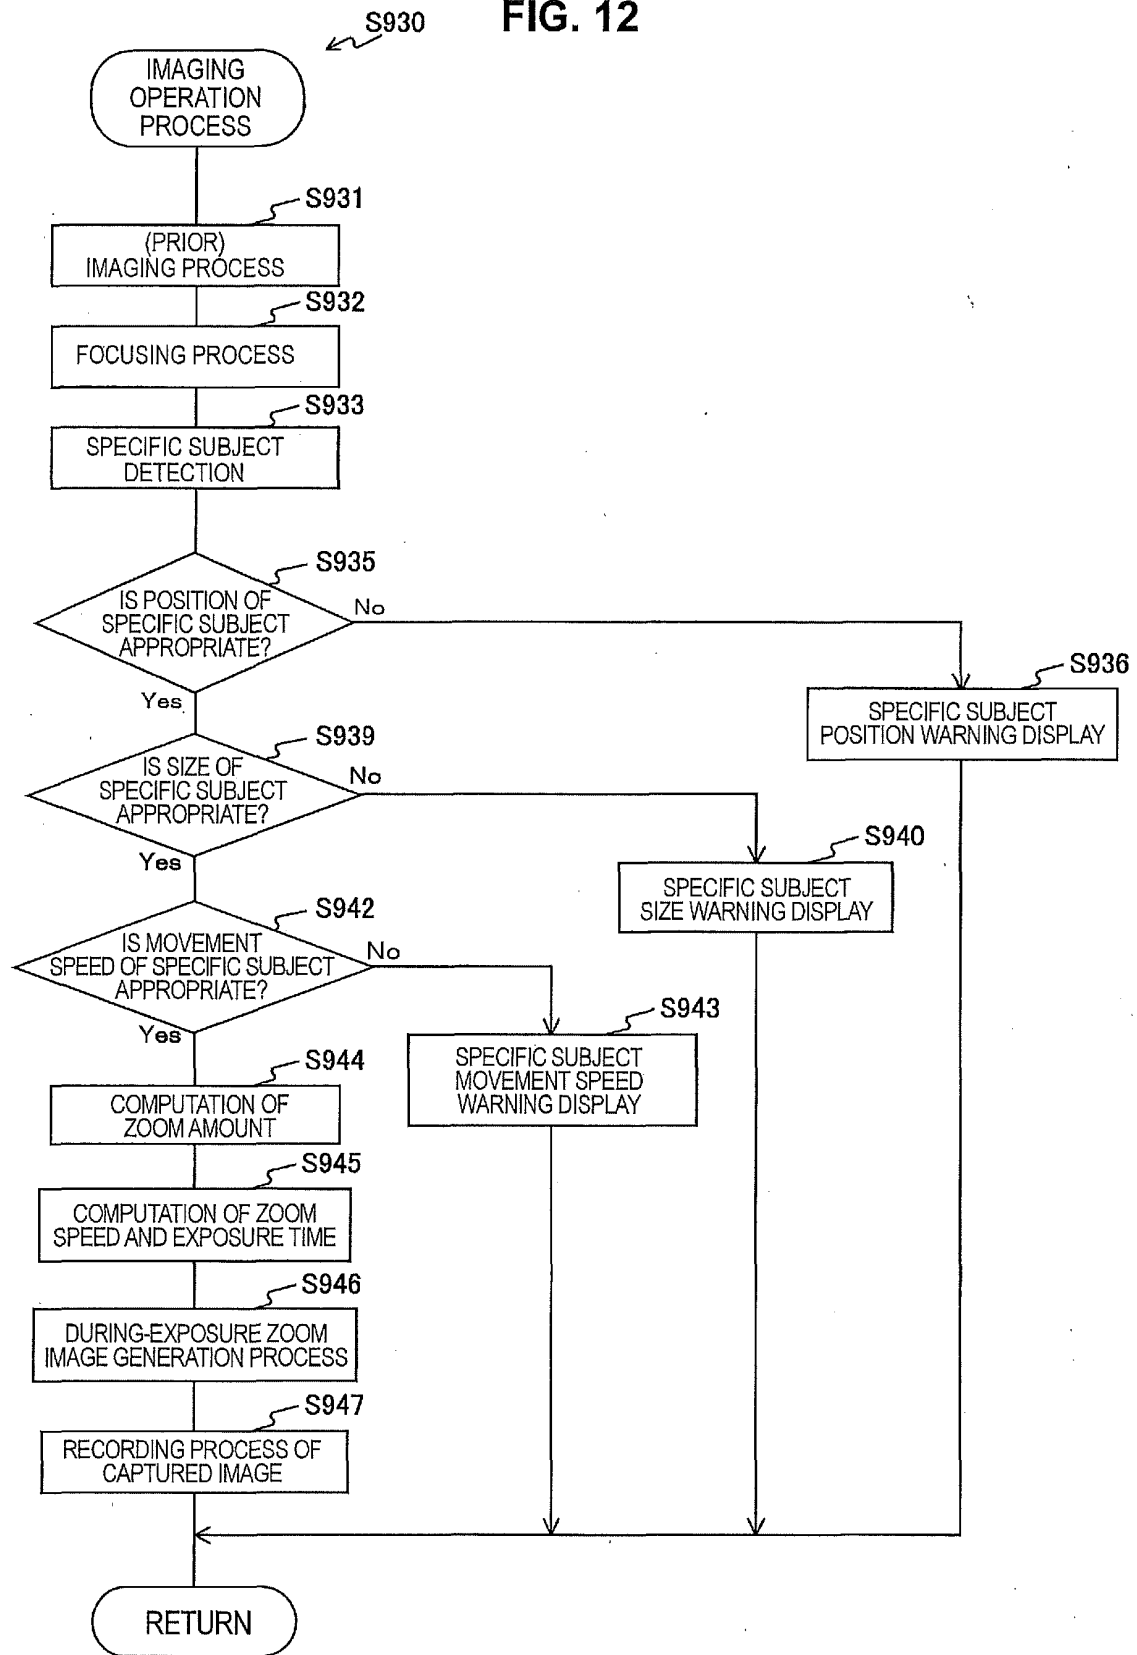 FIG. 12
S930
IMAGING
OPERATION
PROCESS
S931
(PRIOR)
IMAGING PROCESS
S932
FOCUSING PROCESS
S933
SPECIFIC SUBJECT
DETECTION
S935
IS POSITION OF
SPECIFIC SUBJECT
APPROPRIATE?
No
Yes
S936
SPECIFIC SUBJECT
POSITION WARNING DISPLAY
S939
IS SIZE OF
SPECIFIC SUBJECT
APPROPRIATE?
No
Yes
S940
SPECIFIC SUBJECT
SIZE WARNING DISPLAY
S942
IS MOVEMENT
SPEED OF SPECIFIC SUBJECT
APPROPRIATE?
No
Yes
S943
SPECIFIC SUBJECT
MOVEMENT SPEED
WARNING DISPLAY
S944
COMPUTATION OF
ZOOM AMOUNT
S945
COMPUTATION OF ZOOM
SPEED AND EXPOSURE TIME
S946
DURING-EXPOSURE ZOOM
IMAGE GENERATION PROCESS
S947
RECORDING PROCESS OF
CAPTURED IMAGE
RETURN